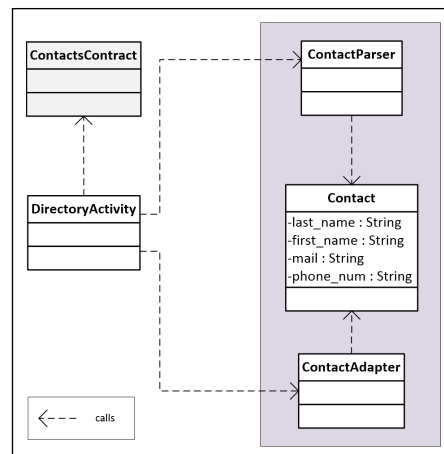 ContactsContract
ContactParser
DirectoryActivity
Contact
-last_name : String
-first_name : String
-mail : String
-phone_num : String
ContactAdapter
calls